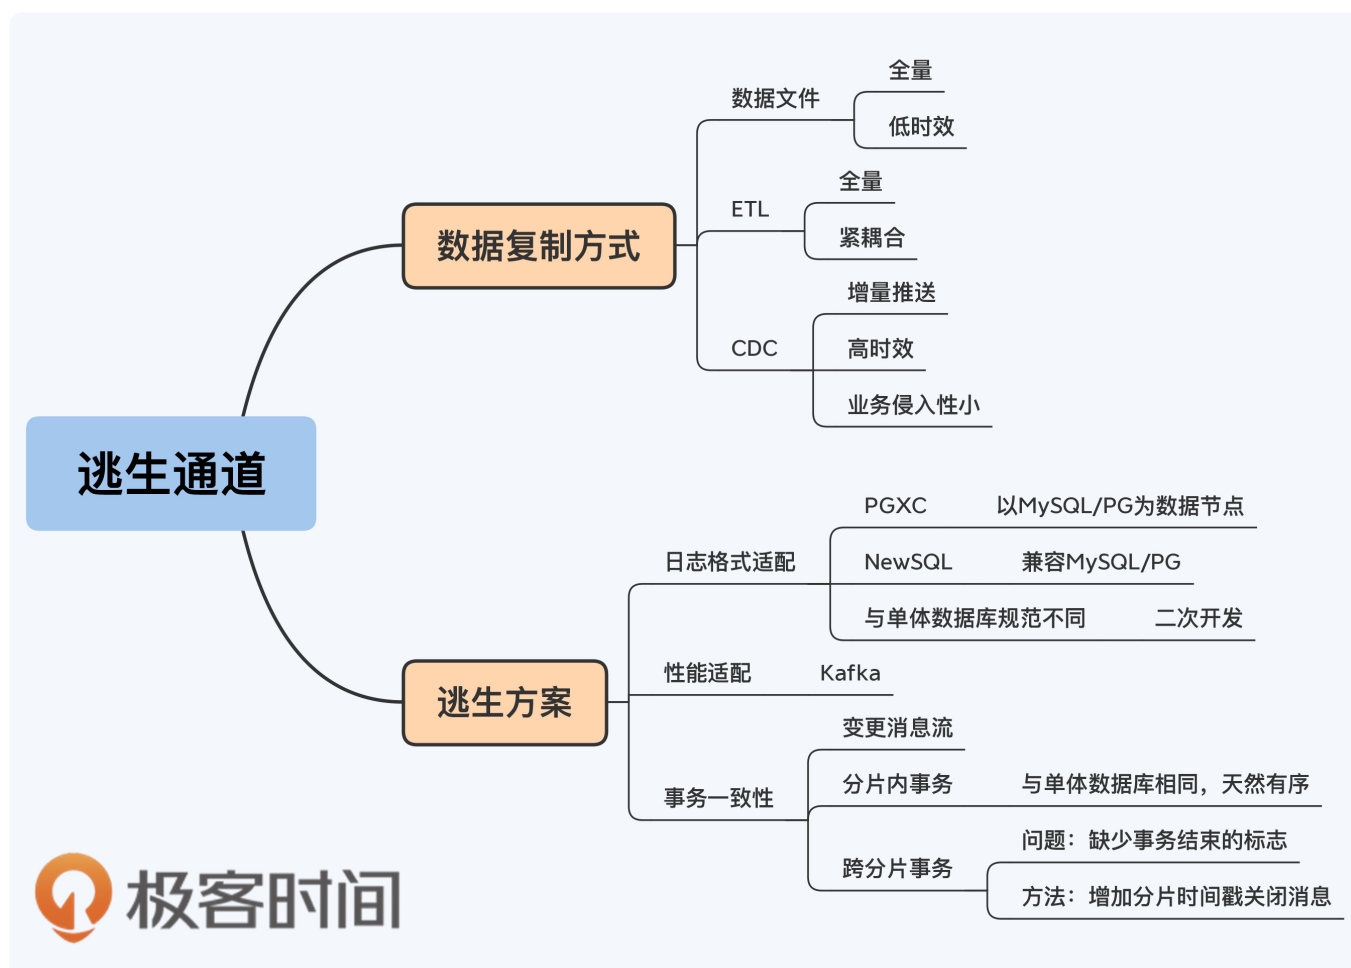 逃生通道
数据复制方式
数据文件
全量
低时效
ETL
全量
紧耦合
CDC
增量推送
高时效
业务侵入性小
逃生方案
日志格式适配
PGXC 以MySQL/PG为数据节点
NewSQL 兼容MySQL/PG
与单体数据库规范不同 二次开发
性能适配 Kafka
事务一致性
变更消息流
分片内事务 与单体数据库相同，天然有序
跨分片事务
问题：缺少事务结束的标志
方法：增加分片时间戳关闭消息
极客时间